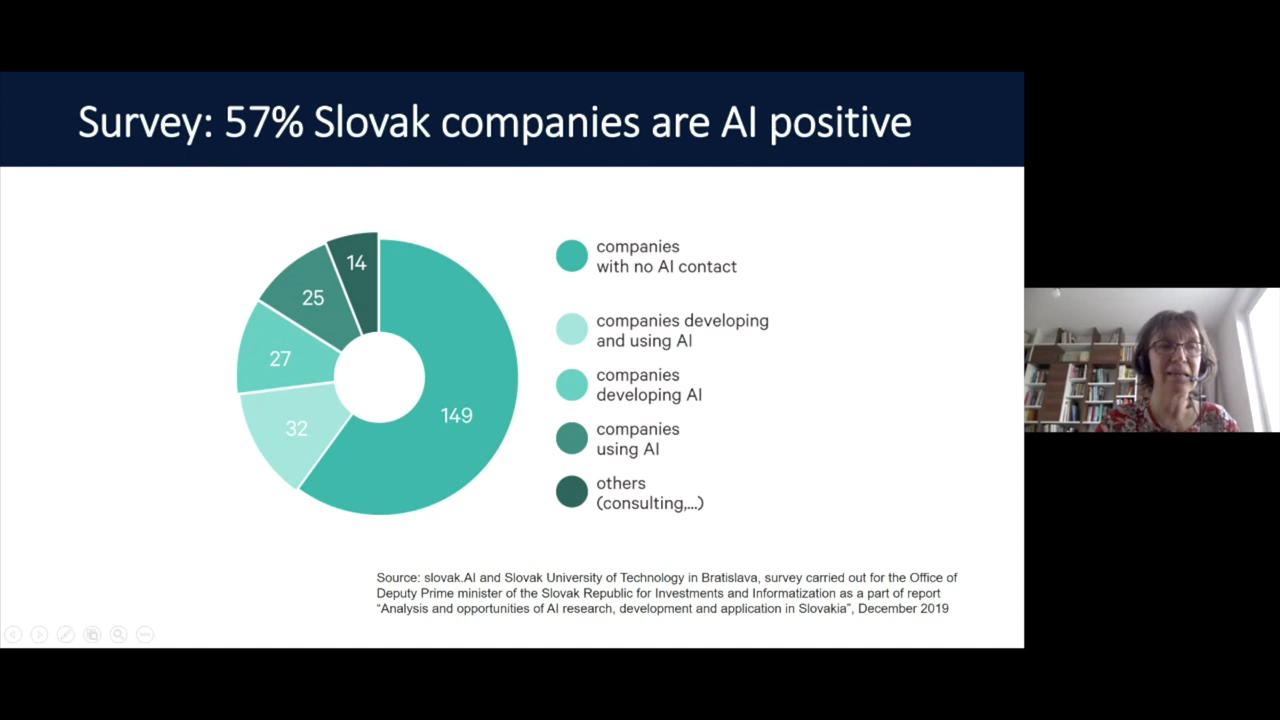 Survey: 57% Slovak companies are AI positive
14
25
27
32
149
companies
with no AI contact
companies developing
and using AI
companies
developing AI
companies
using AI
others
(consulting,...)
Source: slovak.AI and Slovak University of Technology in Bratislava, survey carried out for the Office of
Deputy Prime minister of the Slovak Republic for Investments and Informatization as a part of report
“Analysis and opportunities of AI research, development and application in Slovakia”, December 2019